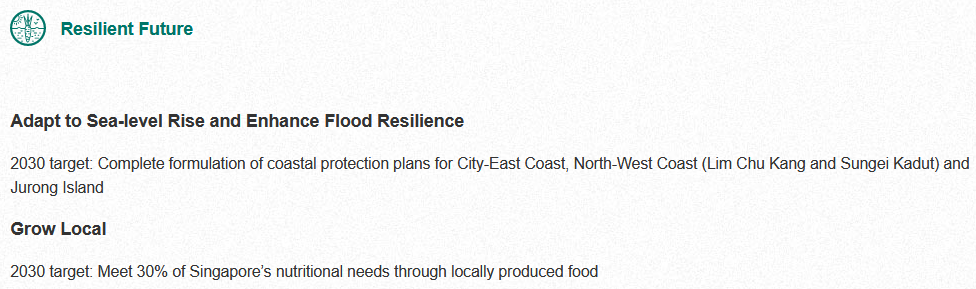 Resilient Future
Adapt to Sea-level Rise and Enhance Flood Resilience
2030 target: Complete formulation of coastal protection plans for City-East Coast, North-West Coast (Lim Chu Kang and Sungei Kadut) and
Jurong Island
Grow Local
2030 target: Meet 30% of Singapore’s nutritional needs through locally produced food